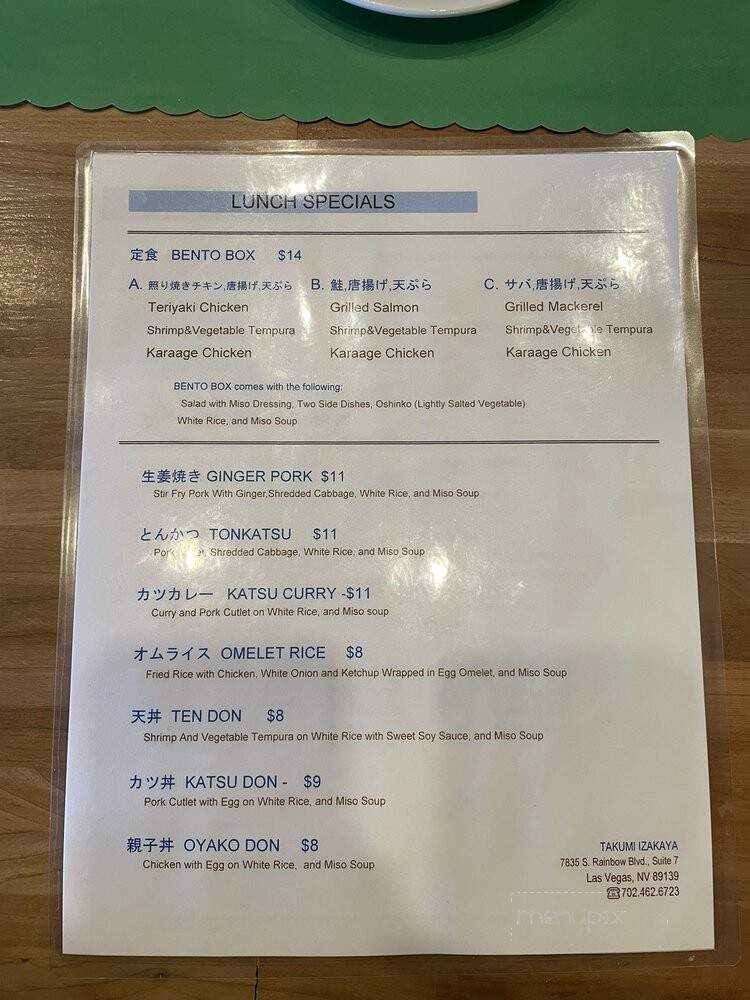 LUNCH SPECIALS
定食 BENTO BOX $14
A. 照り焼きチキン,唐揚げ,天ぷら
Teriyaki Chicken
Shrimp&Vegetable Tempura
Karaage Chicken
B. 鮭,唐揚げ,天ぷら
Grilled Salmon
Shrimp&Vegetable Tempura
Karaage Chicken
C. サバ,唐揚げ,天ぷら
Grilled Mackerel
Shrimp&Vegetable Tempura
Karaage Chicken
BENTO BOX comes with the following:
Salad with Miso Dressing, Two Side Dishes, Oshinko (Lightly Salted Vegetable)
White Rice, and Miso Soup
生姜焼き GINGER PORK $11
Stir Fry Pork With Ginger,Shredded Cabbage, White Rice, and Miso Soup
とんかつ TONKATSU $11
Pork Shredded Cabbage, White Rice, and Miso Soup
カツカレー KATSU CURRY -$11
Curry and Pork Cutlet on White Rice, and Miso soup
オムライス OMELET RICE $8
Fried Rice with Chicken, White Onion and Ketchup Wrapped in Egg Omelet, and Miso Soup
天丼 TEN DON $8
Shrimp And Vegetable Tempura on White Rice with Sweet Soy Sauce, and Miso Soup
カツ丼 KATSU DON - $9
Pork Cutlet with Egg on White Rice, and Miso Soup
親子丼 OYAKO DON $8
Chicken with Egg on White Rice, and Miso Soup
TAKUMI IZAKAYA
7835 S. Rainbow Blvd., Suite 7
Las Vegas, NV 89139
☎702.462.6723
menupix